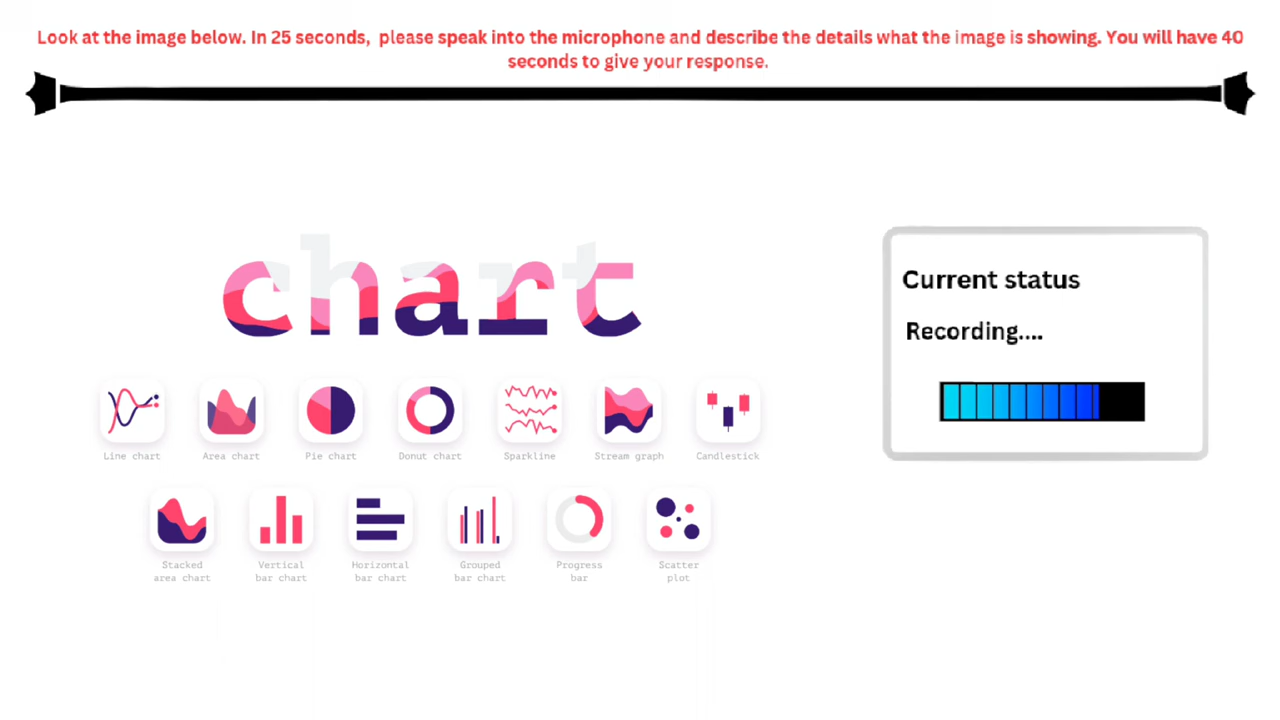 Look at the image below. In 25 seconds, please speak into the microphone and describe the details what the image is showing. You will have 40
seconds to give your response.
chart
Current status
Recording....
Line chart
Area chart
Pie chart
Donut chart
Sparkline
Stream graph
Candlestick
Stacked
area chart
Vertical
bar chart
Horizontal
bar chart
Grouped
bar chart
Progress
bar
Scatter
plot